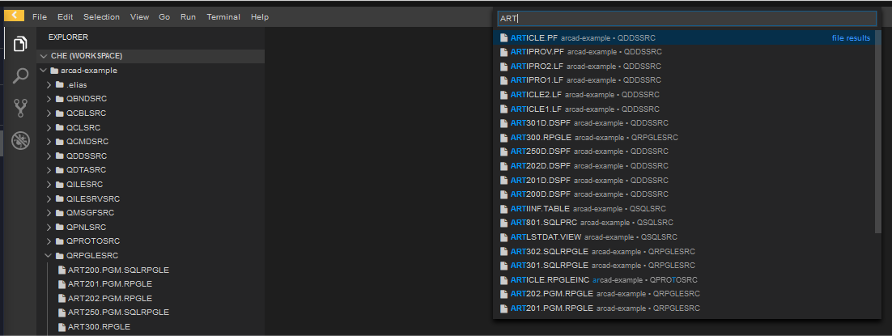 File Edit Selection View Go Run Terminal Help
ART
EXPLORER
CHE (WORKSPACE)
arcad-example
.elias
QBNDSRC
QCBLSRC
QCLSRC
QCMDSRC
QDDSSRC
QDTASRC
QILESRC
QILESRVSRC
QMSGFSRC
QPNLSRC
QPROTOSRC
QRPGLESRC
ART200.PGM.SQLRPGLE
ART201.PGM.RPGLE
ART202.PGM.RPGLE
ART250.PGM.SQLRPGLE
ART300.RPGLE
ARTICLE.PF arcad-example • QDDSSRC file results
ARTIPROV.PF arcad-example • QDDSSRC
ARTIPRO2.LF arcad-example • QDDSSRC
ARTIPRO1.LF arcad-example • QDDSSRC
ARTICLE2.LF arcad-example • QDDSSRC
ARTICLE1.LF arcad-example • QDDSSRC
ART301D.DSPF arcad-example • QDDSSRC
ART300.RPGLE arcad-example • QRPGLESRC
ART250D.DSPF arcad-example • QDDSSRC
ART202D.DSPF arcad-example • QDDSSRC
ART201D.DSPF arcad-example • QDDSSRC
ART200D.DSPF arcad-example • QDDSSRC
ARTIINF.TABLE arcad-example • QSQLSRC
ART801.SQLPRC arcad-example • QSQLSRC
ARTLSTDAT.VIEW arcad-example • QSQLSRC
ART302.SQLRPGLE arcad-example • QRPGLESRC
ART301.SQLRPGLE arcad-example • QRPGLESRC
ARTICLE.RPGLEINC arcad-example • QPROTOSRC
ART202.PGM.RPGLE arcad-example • QRPGLESRC
ART201.PGM.RPGLE arcad-example • QRPGLESRC